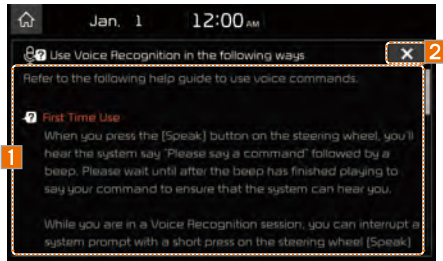 Jan. 1 12:00 AM
Use Voice Recognition in the following ways
2
Refer to the following help guide to use voice commands.
First Time Use
When you press the [Speak] button on the steering wheel, you'll
hear the system say "Please say a command" followed by a
1
beep. Please wait until after the beep has finished playing to
say your command to ensure that the system can hear you.
While you are in a Voice Recognition session, you can interrupt a
system prompt with a short press on the steering wheel [Speak]